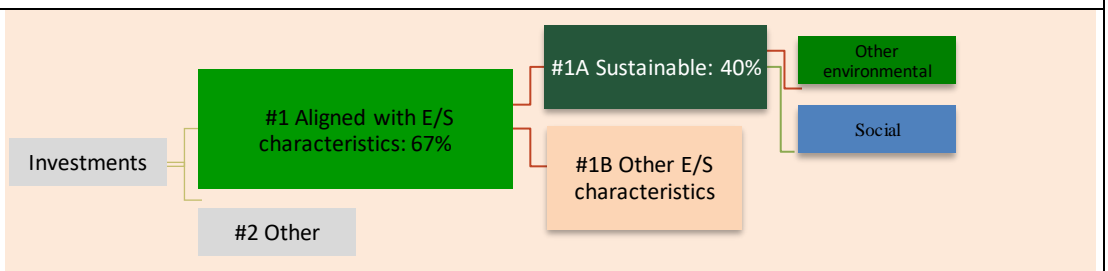 Investments
#1 Aligned with E/S
characteristics: 67%
#2 Other
#1A Sustainable: 40%
#1B Other E/S
characteristics
Other
environmental
Social